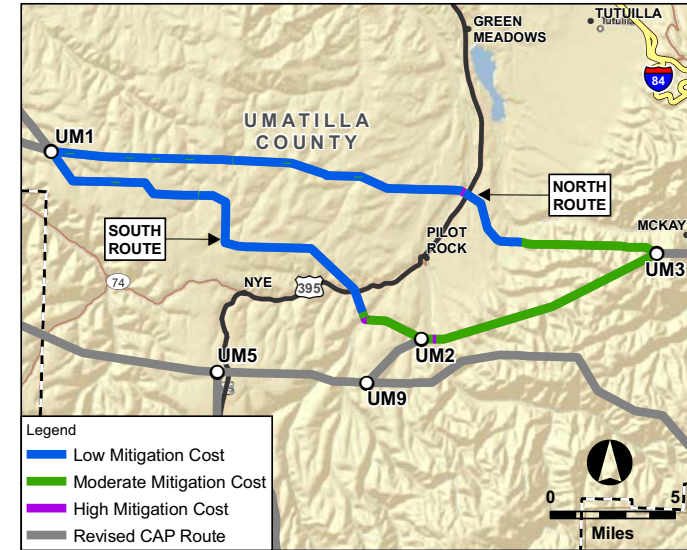 TUTUILLA
Tutuilla
GREEN
MEADOWS
84
UMATILLA
COUNTY
UM1
NORTH
ROUTE
SOUTH
ROUTE
PILOT
ROCK
MCKAY
UM3
74
NYE
395
UM2
UM5
UM9
Legend
Low Mitigation Cost
Moderate Mitigation Cost
High Mitigation Cost
Revised CAP Route
0 5
Miles